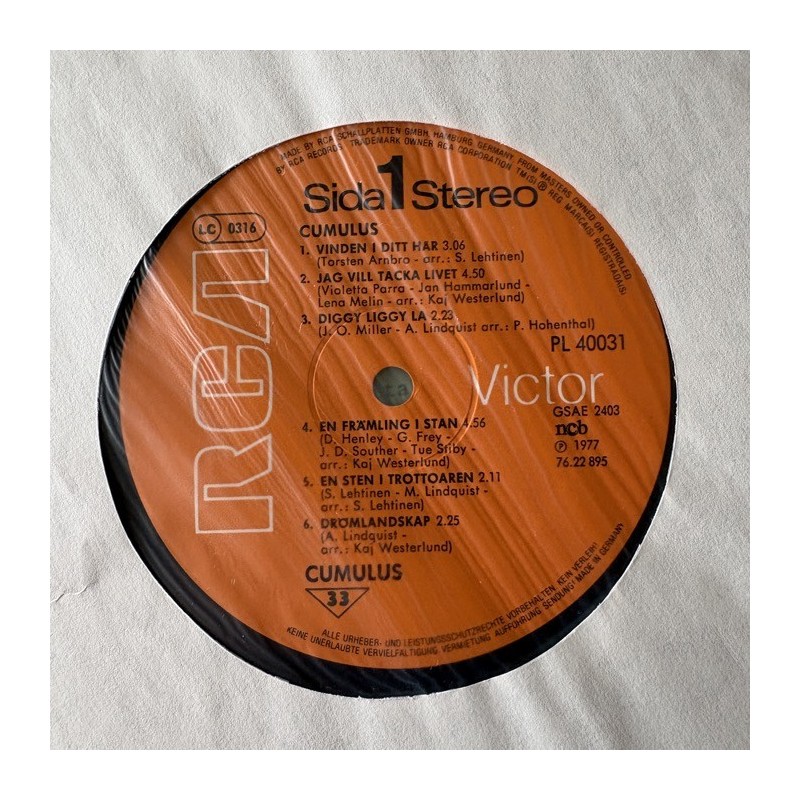 MADE BY RCA SCHALLPLATTEN GMBH, HAMBURG, GERMANY, FROM MASTERS OWNED OR CONTROLLED
BY RCA RECORDS. TRADEMARK OWNER RCA CORPORATION TM(S) ® REG MARCA(S) REGISTRADA(S)
Sida 1 Stereo
LC 0316
CUMULUS
1. VINDEN I DITT HAR 3.06
(Torsten Arnbro - arr.: S. Lehtinen)
2. JAG VILL TACKA LIVET 4.50
(Violetta Parra - Jan Hammarlund -
Lena Melin - arr.: Kaj Westerlund)
3. DIGGY LIGGY LA 2.23
(J. O. Miller - A. Lindquist arr.: P. Hohenthal)
PL 40031
RCA
Victor
GSAE 2403
ncb
℗ 1977
76.22 895
4. EN FRÄMLING I STAN 4.56
(D. Henley - G. Frey -
J. D. Souther - Tue Stiby -
arr.: Kaj Westerlund)
5. EN STEN I TROTTOAREN 2.11
(S. Lehtinen - M. Lindquist -
arr.: S. Lehtinen)
6. DRÖMLANDSKAP 2.25
(A. Lindquist -
arr.: Kaj Westerlund)
CUMULUS
33
ALLE URHEBER- UND LEISTUNGSSCHUTZRECHTE VORBEHALTEN. KEIN VERLEIH!
KEINE UNERLAUBTE VERVIELFÄLTIGUNG, VERMIETUNG, AUFFÜHRUNG, SENDUNG! MADE IN GERMANY